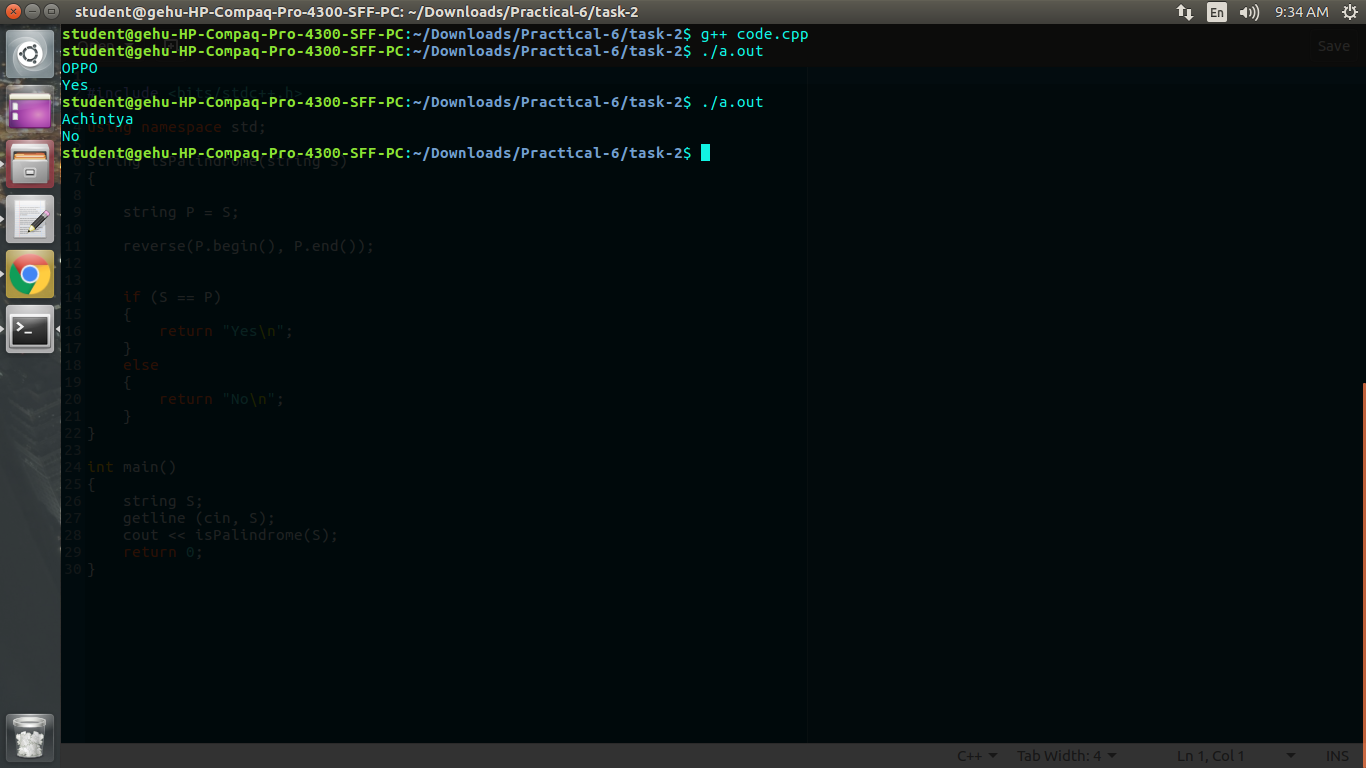 student@gehu-HP-Compaq-Pro-4300-SFF-PC: ~/Downloads/Practical-6/task-2
En
9:34 AM
student@gehu-HP-Compaq-Pro-4300-SFF-PC:~/Downloads/Practical-6/task-2$ g++ code.cpp
Save
student@gehu-HP-Compaq-Pro-4300-SFF-PC:~/Downloads/Practical-6/task-2$ ./a.out
OPPO
Yes
#include <bits/stdc++.h>
student@gehu-HP-Compaq-Pro-4300-SFF-PC:~/Downloads/Practical-6/task-2$ ./a.out
Achintya
using namespace std;
No
student@gehu-HP-Compaq-Pro-4300-SFF-PC:~/Downloads/Practical-6/task-2$
string isPalindrome(string S)
7 {
8
9 string P = S;
10
11 reverse(P.begin(), P.end());
12
13
14 if (S == P)
15 {
16 return "Yes\n";
17 }
18 else
19 {
20 return "No\n";
21 }
22 }
23
24 int main()
25 {
26 string S;
27 getline (cin, S);
28 cout << isPalindrome(S);
29 return 0;
30 }
C++ Tab Width: 4 Ln 1, Col 1 INS